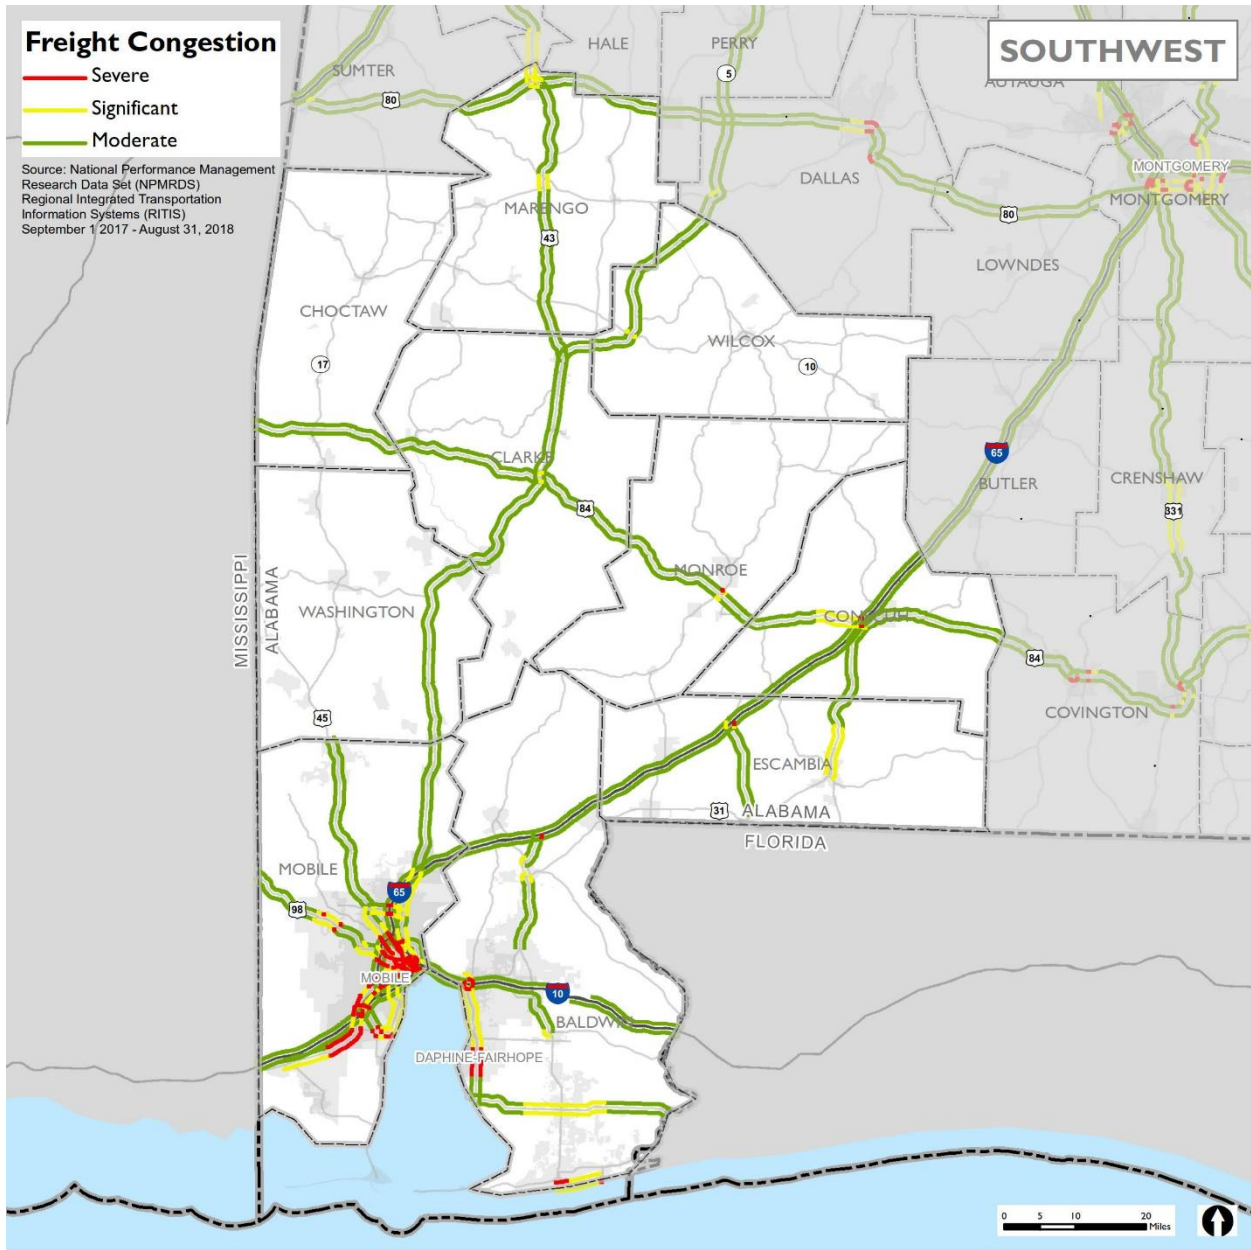 Freight Congestion
Severe
Significant
Moderate
Source: National Performance Management
Research Data Set (NPMRDS)
Regional Integrated Transportation
Information Systems (RITIS)
September 1 2017 - August 31, 2018
SOUTHWEST
HALE
PERRY
SUMTER
AUTAUGA
5
80
DALLAS
MONTGOMERY
MONTGOMERY
MARENGO
80
43
LOWNDES
CHOCTAW
WILCOX
17
10
CLARKE
65
BUTLER
CRENSHAW
84
331
MONROE
MISSISSIPPI
ALABAMA
WASHINGTON
CONECUH
84
45
COVINGTON
ESCAMBIA
31
ALABAMA
FLORIDA
MOBILE
65
98
MOBILE
10
BALDWIN
DAPHINE-FAIRHOPE
0 5 10 20
Miles